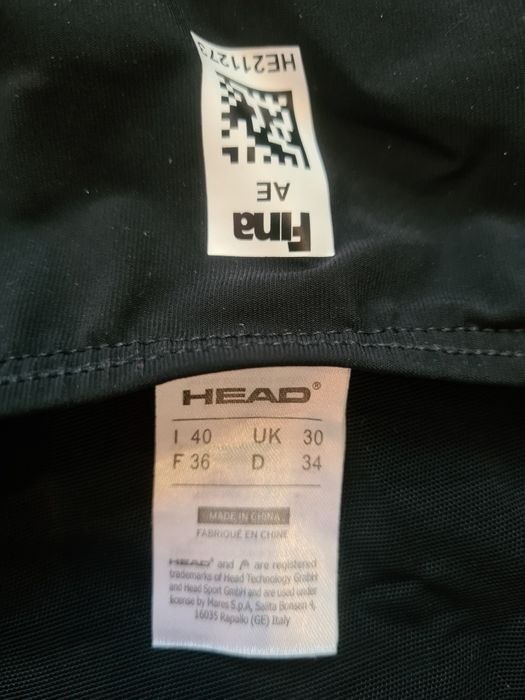 Fina
AE
HE211273
HEAD®
I 40 UK 30
F 36 D 34
MADE IN CHINA
FABRIQUÉ EN CHINE
HEAD® and are registered
trademarks of Head Technology GmbH
and Head Sport GmbH and are used under
license by Mares S.p.A, Salita Bonsen 4,
16035 Rapallo (GE) Italy